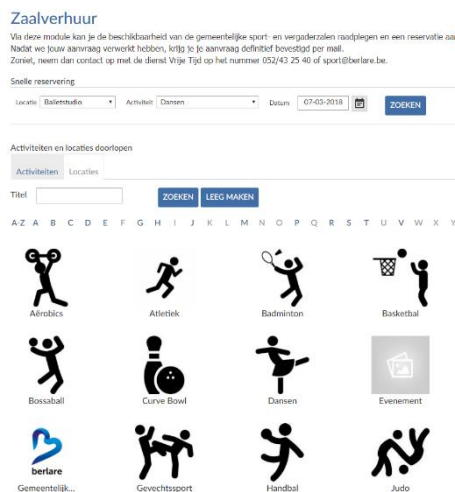 Zaalverhuur
Via deze module kan je de beschikbaarheid van de gemeentelijke sport- en vergaderzalen raadplegen en een reservatie aan
Nadat we jouw aanvraag verwerkt hebben, krijg je je aanvraag definitief bevestigd per mail.
Zoniet, neem dan contact op met de dienst Vrije Tijd op het nummer 052/43 25 40 of sport@berlare.be.
Snelle reservering
Locatie Balletstudio Activiteit Dansen Datum 07-03-2018 ZOEKEN
Activiteiten en locaties doorlopen
Activiteiten Locaties
Titel ZOEKEN LEEG MAKEN
A-Z A B C D E F G H I J K L M N O P Q R S T U V W X Y
Aërobics Atletiek Badminton Basketbal
Bossaball Curve Bowl Dansen Evenement
berlare
Gemeentelijk... Gevechtssport Handbal Judo